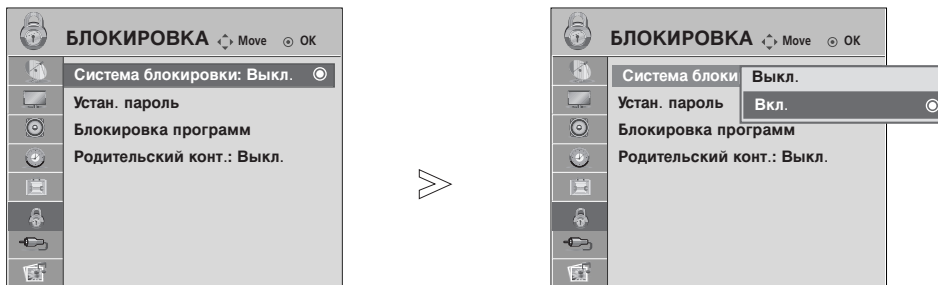 БЛОКИРОВКА Move OK
Система блокировки: Выкл.
Устан. пароль
Блокировка программ
Родительский конт.: Выкл.
БЛОКИРОВКА Move OK
Система блоки
Выкл.
Устан. пароль
Вкл.
Блокировка программ
Родительский конт.: Выкл.